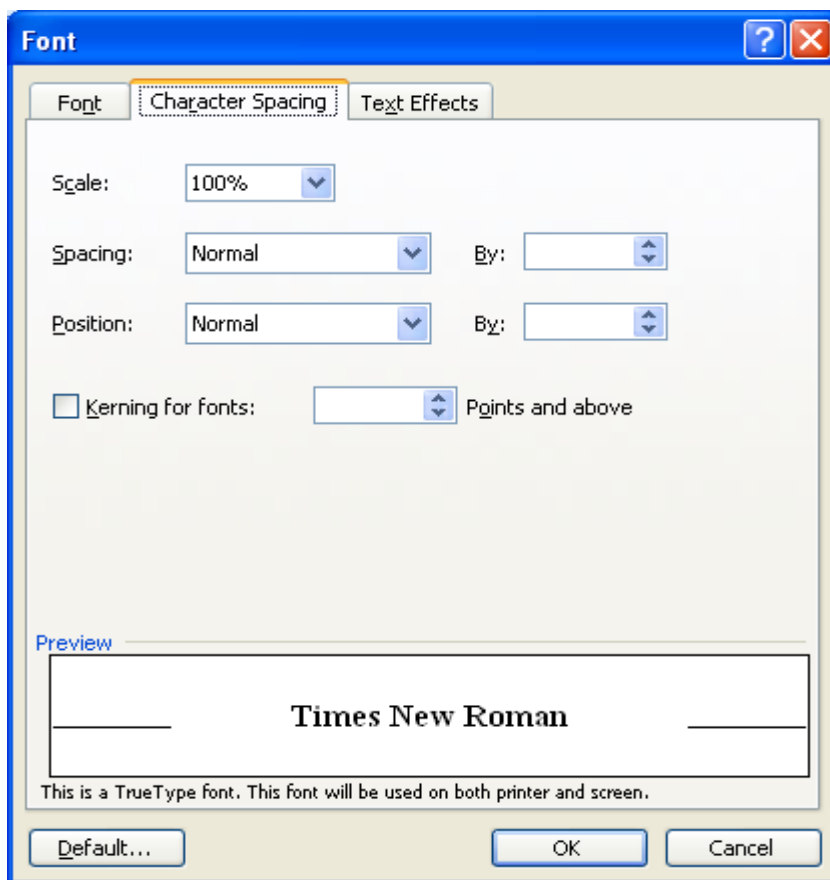 Font
Font Character Spacing Text Effects
Scale: 100%
Spacing: Normal By:
Position: Normal By:
Kerning for fonts: Points and above
Preview
Times New Roman
This is a TrueType font. This font will be used on both printer and screen.
Default... OK Cancel